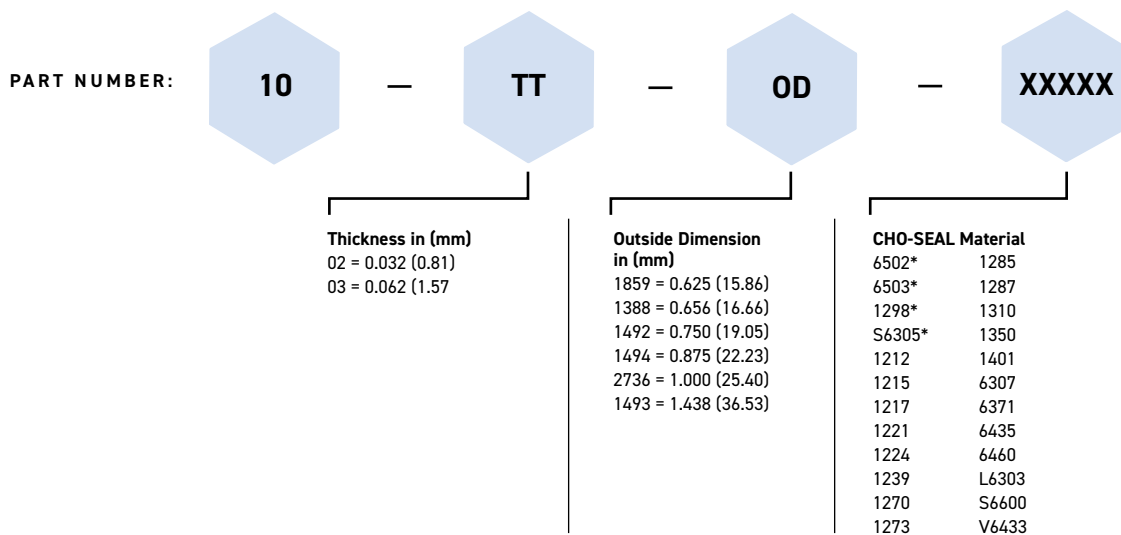 PART NUMBER:
10 — TT — OD — XXXXX
Thickness in (mm)
02 = 0.032 (0.81)
03 = 0.062 (1.57
Outside Dimension
in (mm)
1859 = 0.625 (15.86)
1388 = 0.656 (16.66)
1492 = 0.750 (19.05)
1494 = 0.875 (22.23)
2736 = 1.000 (25.40)
1493 = 1.438 (36.53)
CHO-SEAL Material
6502*
6503*
1298*
S6305*
1212
1215
1217
1221
1224
1239
1270
1273
1285
1287
1310
1350
1401
6307
6371
6435
6460
L6303
S6600
V6433